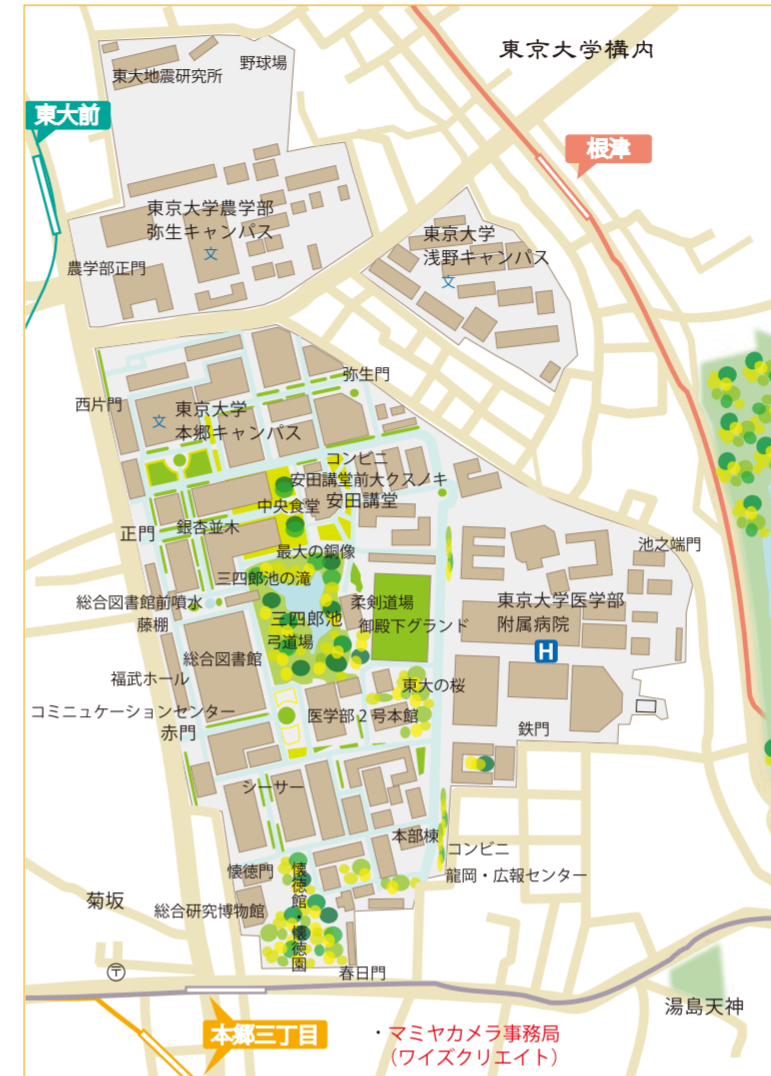 東京大学構内
野球場
東大地震研究所
東大前
根津
東京大学農学部
弥生キャンパス
文
農学部正門
東京大学
浅野キャンパス
文
弥生門
西片門
文
東京大学
本郷キャンパス
コンビニ
安田講堂前大クスノキ
中央食堂
安田講堂
正門
銀杏並木
最大の銅像
池之端門
三四郎池の滝
総合図書館前噴水
柔剣道場
東京大学医学部
附属病院
H
藤棚
三四郎池
御殿下グランド
弓道場
総合図書館
福武ホール
東大の桜
コミニュケーションセンター
医学部２号本館
赤門
鉄門
シーサー
本部棟
コンビニ
懐徳門
懐徳館・懐徳園
龍岡・広報センター
菊坂
総合研究博物館
〒
春日門
湯島天神
本郷三丁目
・マミヤカメラ事務局
（ワイズクリエイト）